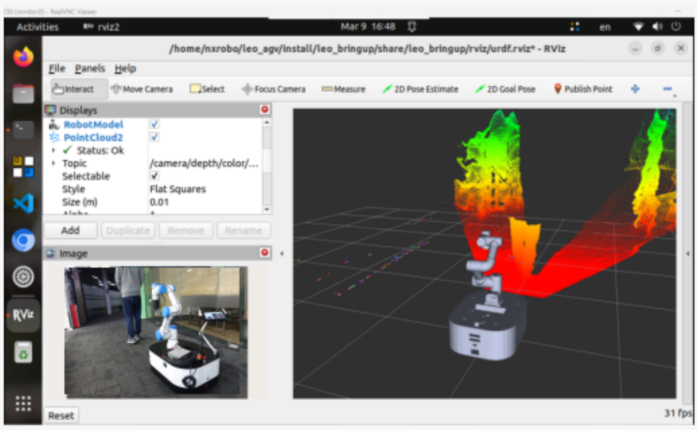 (nxrobo0) - RealVNC Viewer
Activities rviz2 Mar 9 16:48 en
/home/nxrobo/leo_agv/install/leo_bringup/share/leo_bringup/rviz/urdf.rviz* - RViz
File Panels Help
Interact Move Camera Select Focus Camera Measure 2D Pose Estimate 2D Goal Pose Publish Point
Displays
RobotModel
PointCloud2
Status: Ok
Topic /camera/depth/color/...
Selectable
Style Flat Squares
Size (m) 0.01
Add Duplicate Remove Rename
Image
RViz
Reset
31 fps